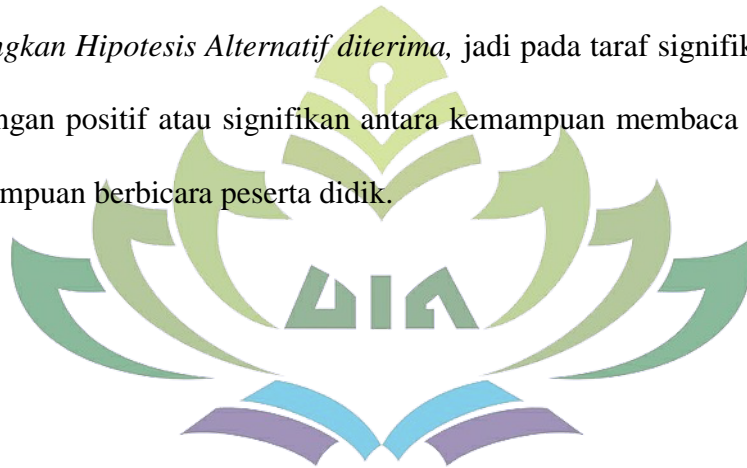 ngkan Hipotesis Alternatif diterima, jadi pada taraf signifik
ngan positif atau signifikan antara kemampuan membaca
mpuan berbicara peserta didik.
UIN